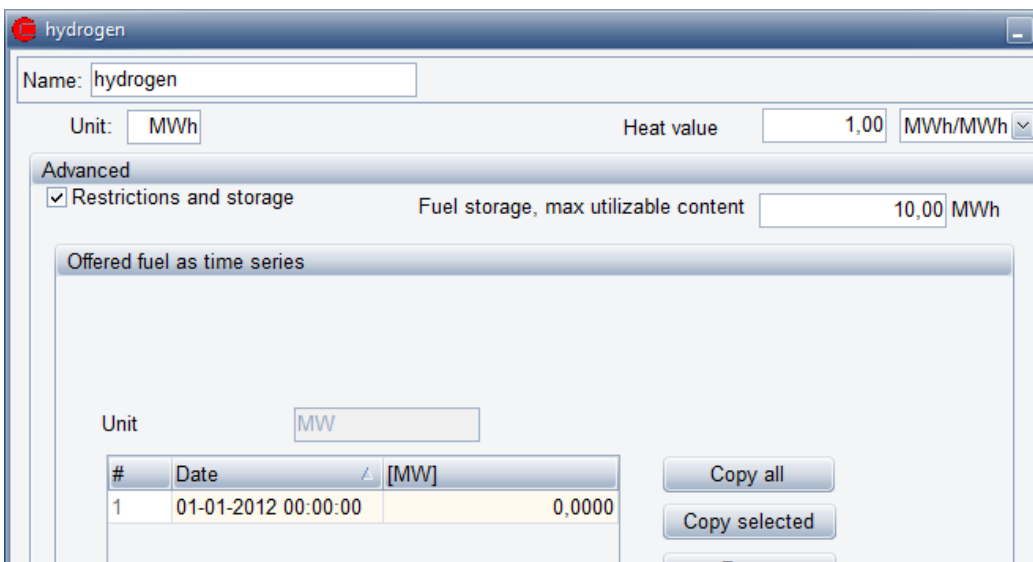 hydrogen
Name: hydrogen
Unit: MWh Heat value 1,00 MWh/MWh
Advanced
Restrictions and storage Fuel storage, max utilizable content 10,00 MWh
Offered fuel as time series
Unit MW
# Date [MW] Copy all
1 01-01-2012 00:00:00 0,0000
Copy selected